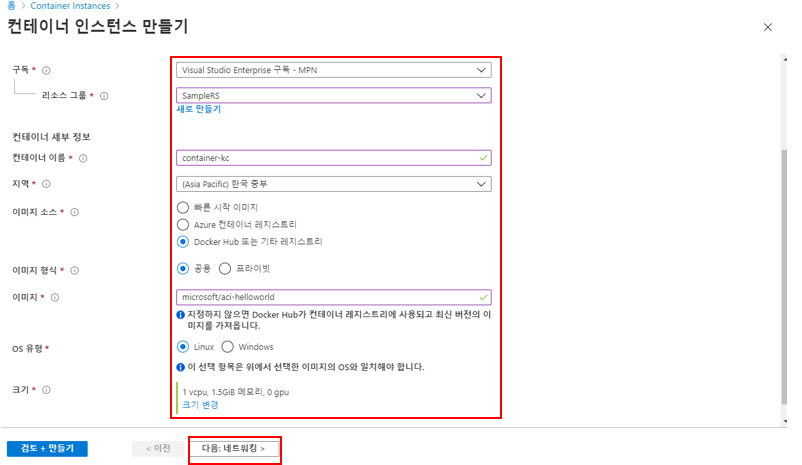 홈 > Container Instances >
컨테이너 인스턴스 만들기
구독 * Visual Studio Enterprise 구독 - MPN
리소스 그룹 * SampleRS
새로 만들기
컨테이너 세부 정보
컨테이너 이름 * container-kc
지역 * (Asia Pacific) 한국 중부
이미지 소스 * 빠른 시작 이미지
Azure 컨테이너 레지스트리
Docker Hub 또는 기타 레지스트리
이미지 형식 * 공용 프라이빗
이미지 * microsoft/aci-helloworld
지정하지 않으면 Docker Hub가 컨테이너 레지스트리에 사용되고 최신 버전의 이
미지를 가져옵니다.
OS 유형 * Linux Windows
이 선택 항목은 위에서 선택한 이미지의 OS와 일치해야 합니다.
크기 * 1 vcpu, 1.5GiB 메모리, 0 gpu
크기 변경
검토 + 만들기 < 이전 다음: 네트워킹 >